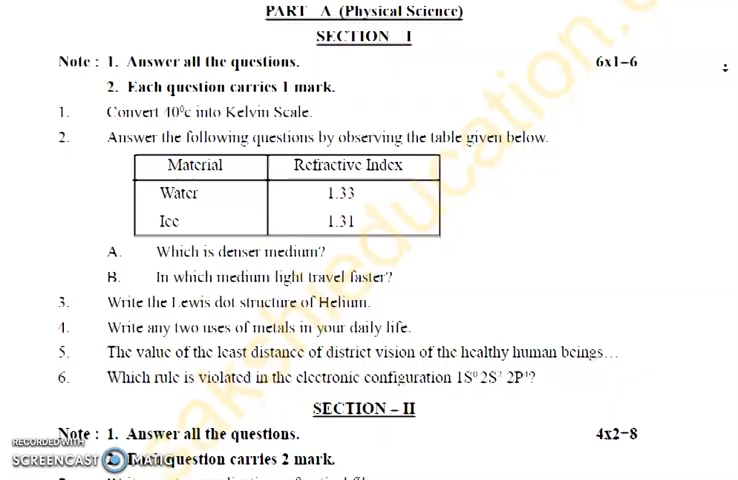 PART A (Physical Science)
SECTION I
Note : 1. Answer all the questions. 6x1=6
2. Each question carries 1 mark.
1. Convert 40⁰c into Kelvin Scale.
2. Answer the following questions by observing the table given below.
Material Refractive Index
Water 1.33
Ice 1.31
A. Which is denser medium?
B. In which medium light travel faster?
3. Write the Lewis dot structure of Helium.
4. Write any two uses of metals in your daily life.
5. The value of the least distance of district vision of the healthy human beings…
6. Which rule is violated in the electronic configuration 1S⁰ 2S² 2P⁴?
SECTION – II
Note : 1. Answer all the questions. 4x2=8
2. question carries 2 mark.
RECORDED WITH
SCREENCAST MATIC
sakshieducation.co